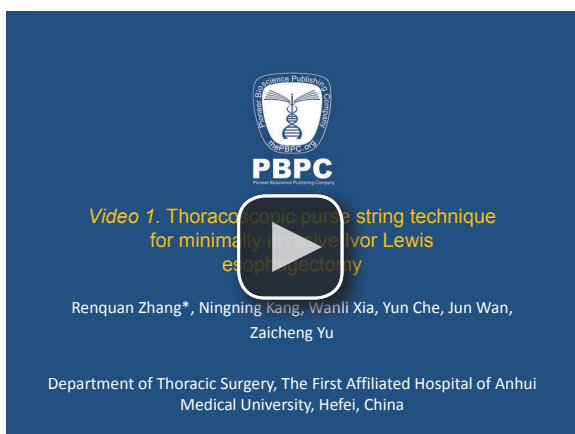 Pioneer Bioscience Publishing Company
thePBPC.org
PBPC
Pioneer Bioscience Publishing Company
Video 1. Thoracoscopic purse string technique
for minimally invasive Ivor Lewis
esophagectomy
Renquan Zhang*, Ningning Kang, Wanli Xia, Yun Che, Jun Wan,
Zaicheng Yu
Department of Thoracic Surgery, The First Affiliated Hospital of Anhui
Medical University, Hefei, China